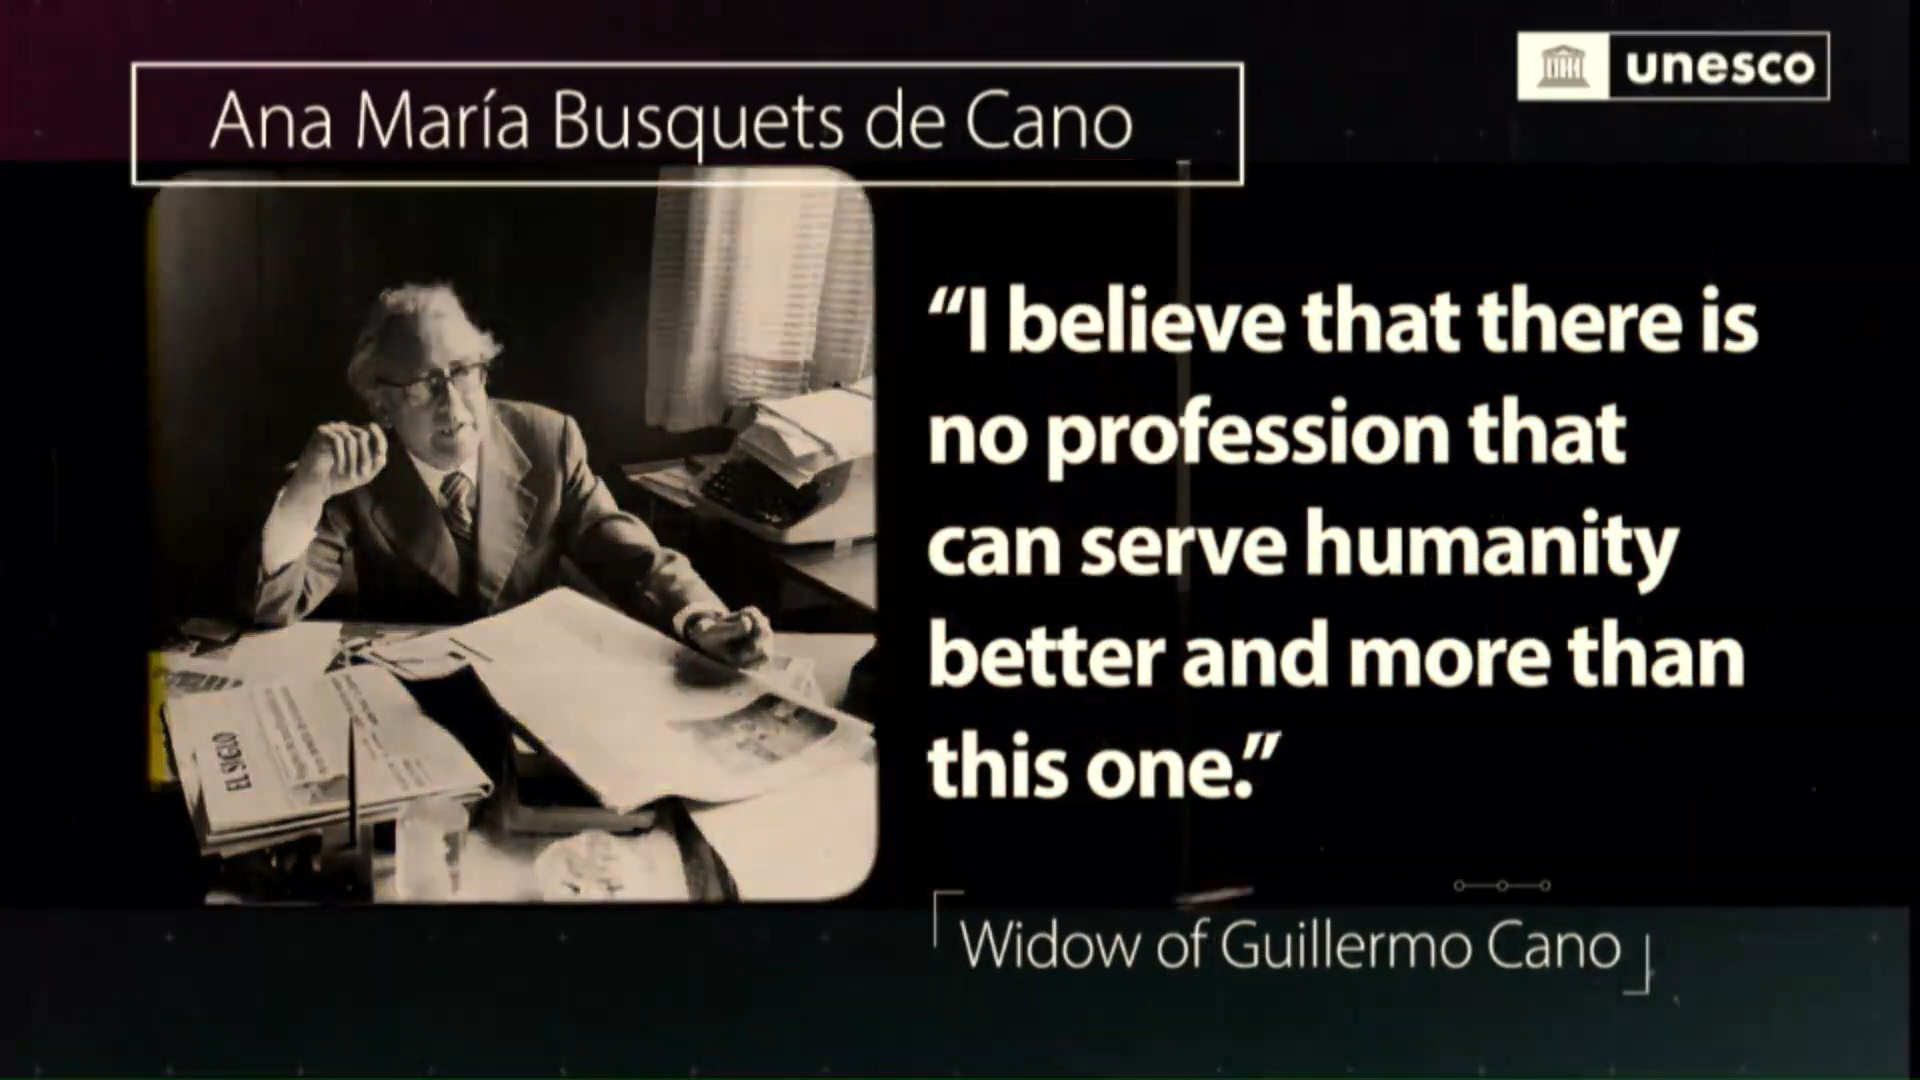 unesco
Ana María Busquets de Cano
“I believe that there is
no profession that
can serve humanity
better and more than
this one.”
Widow of Guillermo Cano
EL SIGLO